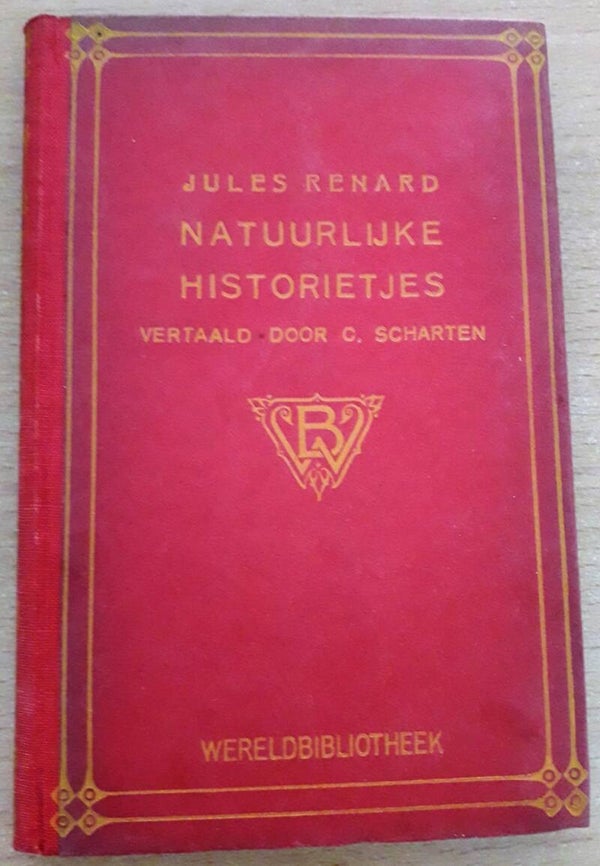 JULES RENARD
NATUURLIJKE
HISTORIETJES
VERTAALD DOOR C. SCHARTEN
WB
WERELDBIBLIOTHEEK